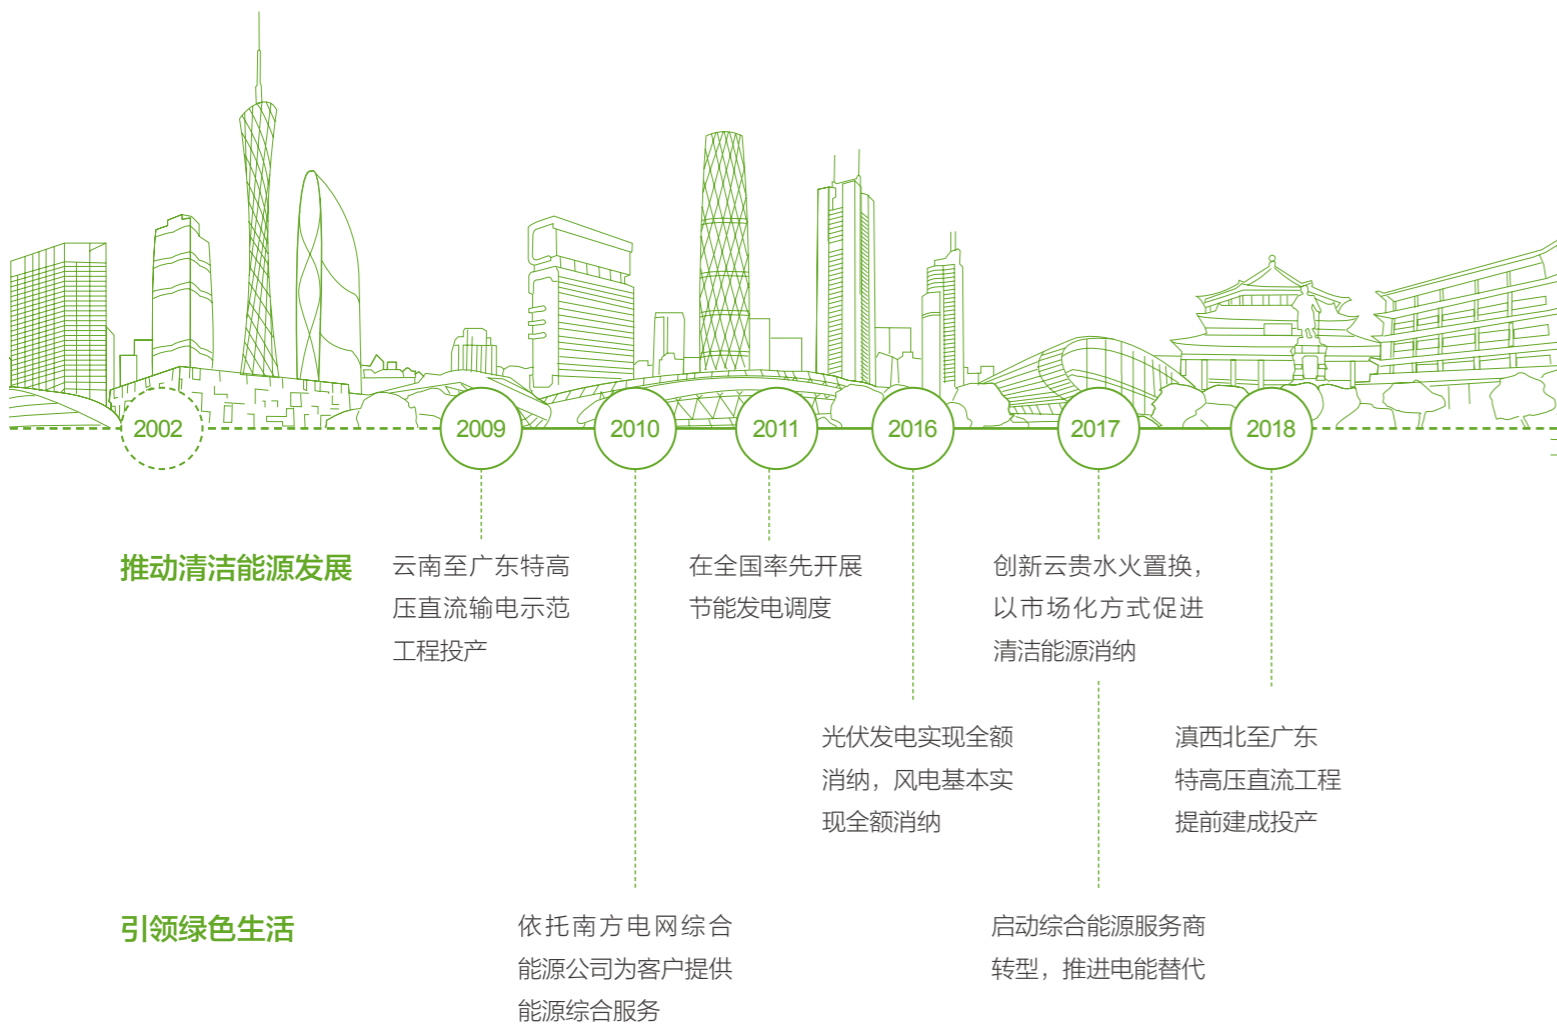 2002
2009
2010
2011
2016
2017
2018
推动清洁能源发展
云南至广东特高
压直流输电示范
工程投产
在全国率先开展
节能发电调度
创新云贵水火置换，
以市场化方式促进
清洁能源消纳
光伏发电实现全额
消纳，风电基本实
现全额消纳
滇西北至广东
特高压直流工程
提前建成投产
引领绿色生活
依托南方电网综合
能源公司为客户提供
能源综合服务
启动综合能源服务商
转型，推进电能替代